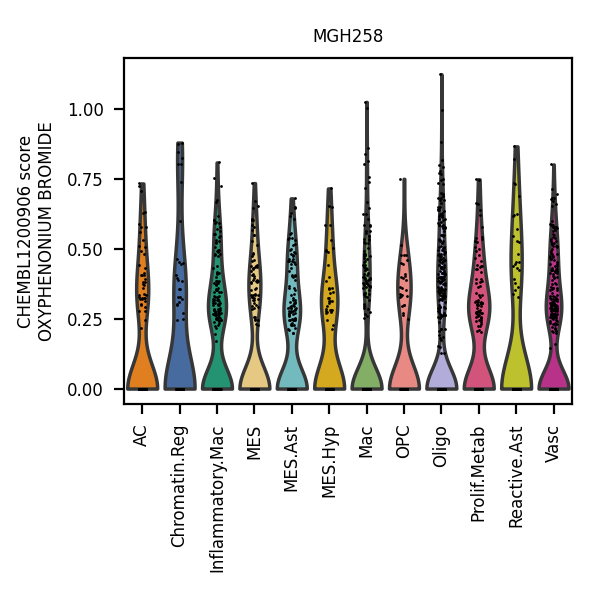 MGH258
CHEMBL1200906 score
OXYPHENONIUM BROMIDE
1.00
0.75
0.50
0.25
0.00
AC
Chromatin.Reg
Inflammatory.Mac
MES
MES.Ast
MES.Hyp
Mac
OPC
Oligo
Prolif.Metab
Reactive.Ast
Vasc